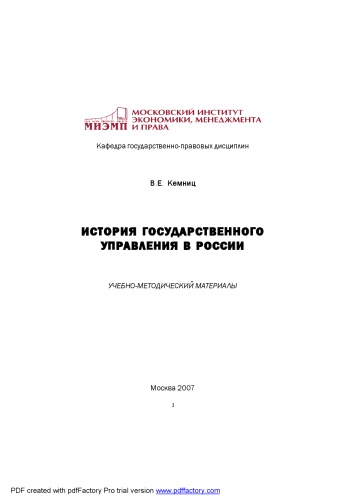 МОСКОВСКИЙ ИНСТИТУТ
ЭКОНОМИКИ, МЕНЕДЖМЕНТА
И ПРАВА
МИЭМП
Кафедра государственно-правовых дисциплин
В.Е. Кемниц
ИСТОРИЯ ГОСУДАРСТВЕННОГО
УПРАВЛЕНИЯ В РОССИИ
УЧЕБНО-МЕТОДИЧЕСКИЙ МАТЕРИАЛЫ
Москва 2007
1
PDF created with pdfFactory Pro trial version www.pdffactory.com